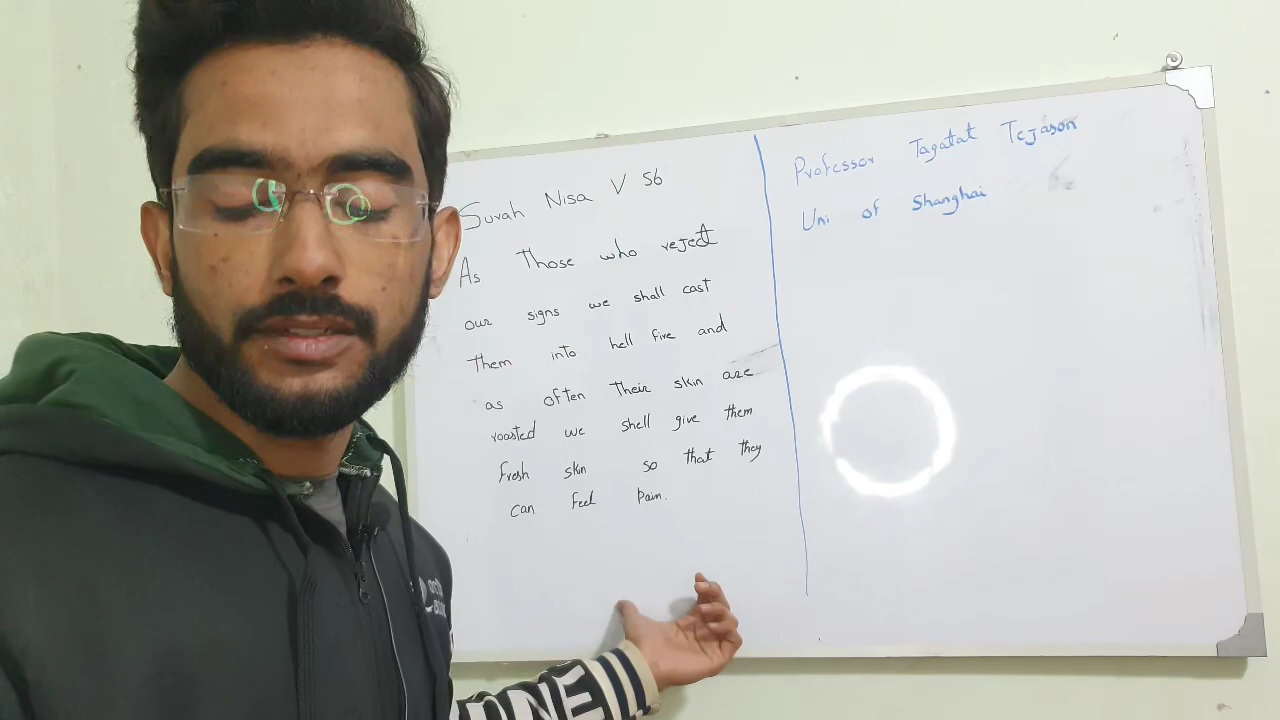 Surah Nisa V 56
As Those who reject
our signs we shall cast
Them into hell fire and
as often Their skin are
roasted we shell give them
fresh skin so that they
can feel Pain.
Professor Tagatat Tejason
Uni of Shanghai